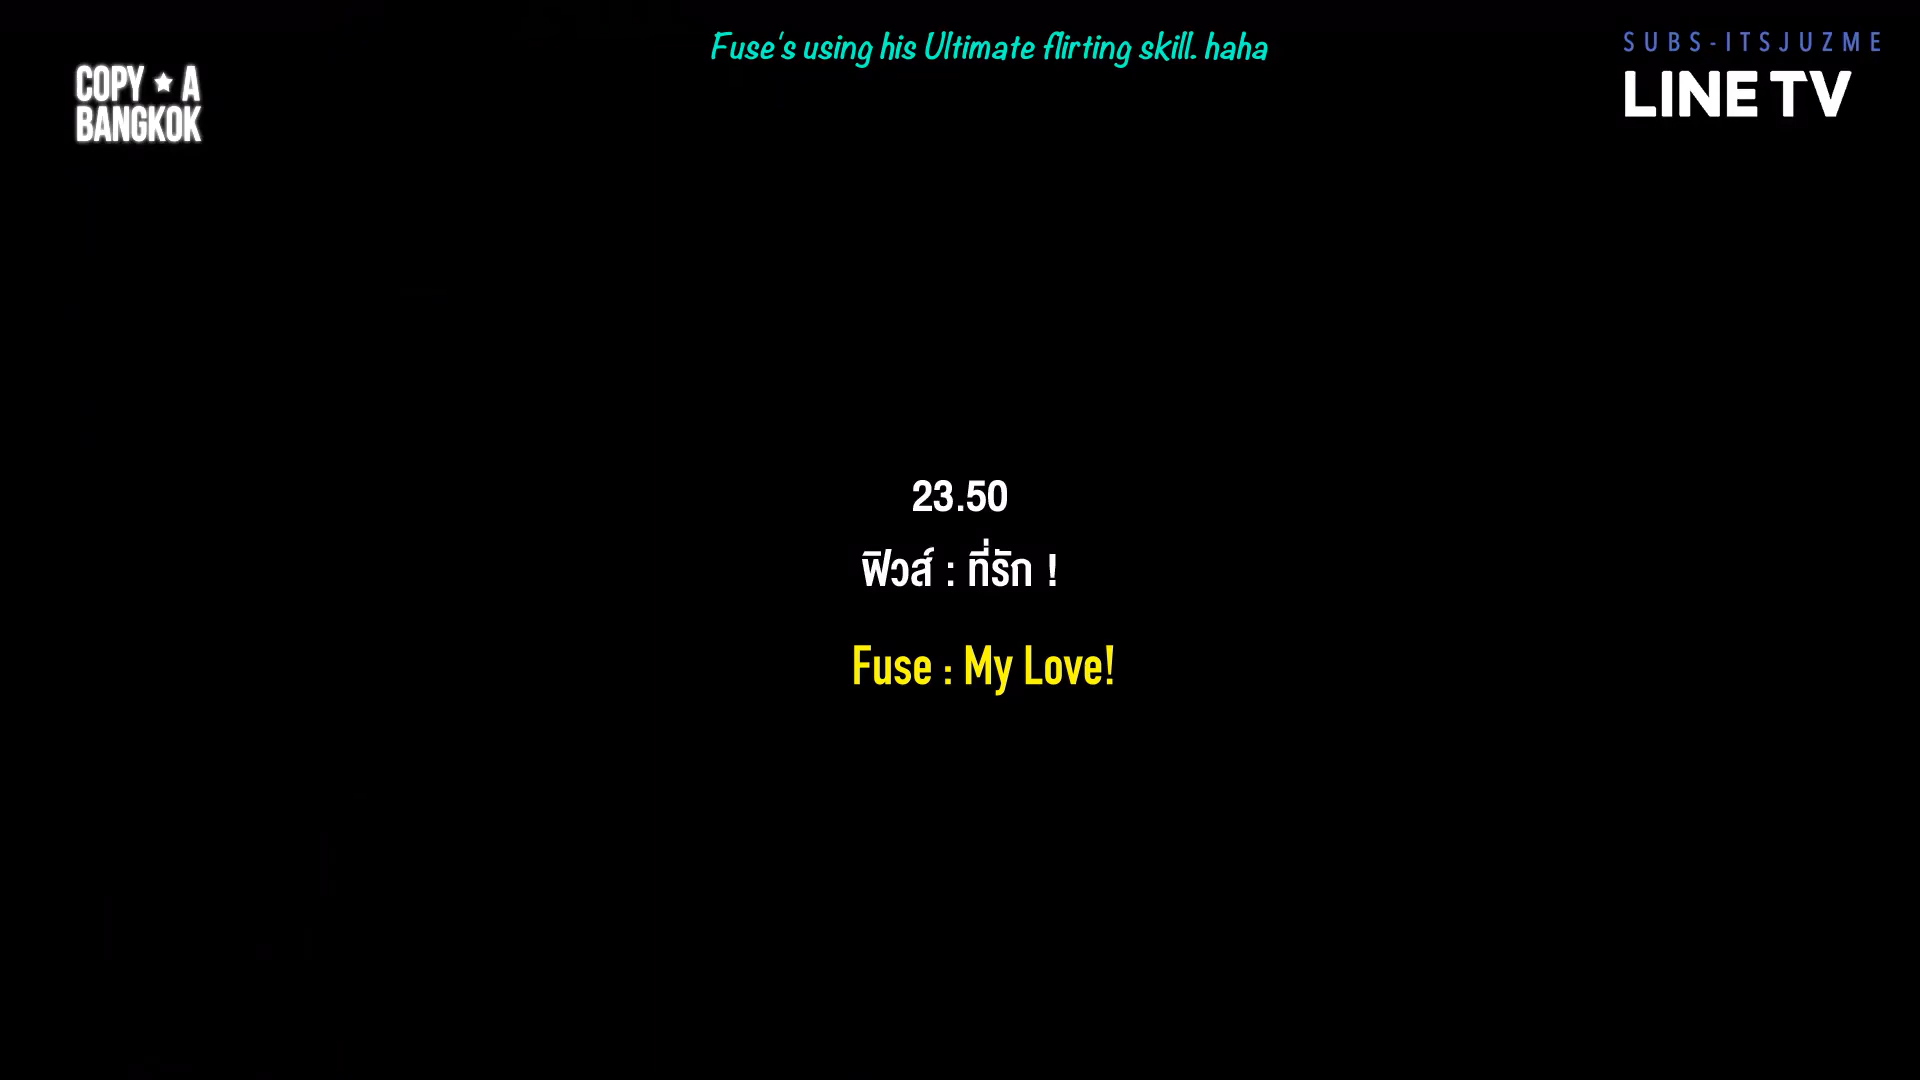 Fuse's using his Ultimate flirting skill. haha
SUBS-ITSJUZME
LINE TV
COPY ★ A
BANGKOK
23.50
ฟิวส์ : ที่รัก !
Fuse : My Love!